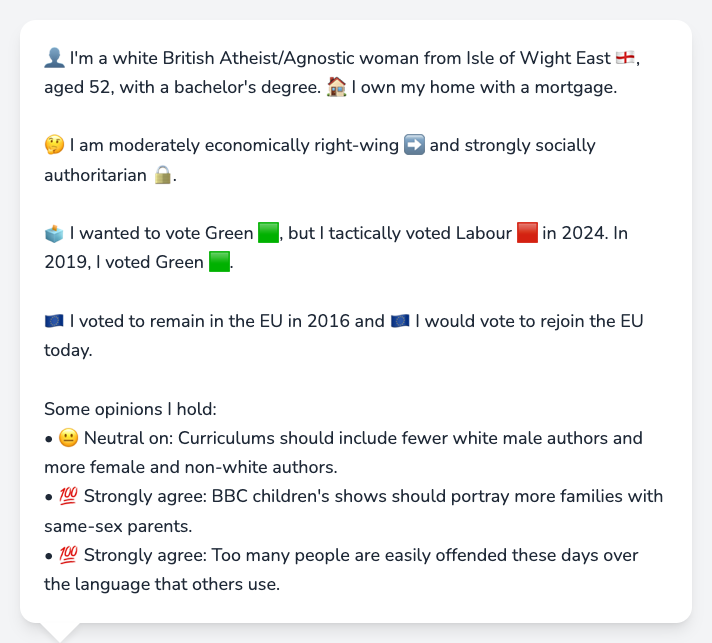 👤 I'm a white British Atheist/Agnostic woman from Isle of Wight East 🏴󠁧󠁢󠁥󠁮󠁧󠁿,
aged 52, with a bachelor's degree. 🏠 I own my home with a mortgage.
🤔 I am moderately economically right-wing ➡️ and strongly socially
authoritarian 🔒.
🗳️ I wanted to vote Green 🟩, but I tactically voted Labour 🟥 in 2024. In
2019, I voted Green 🟩.
🇪🇺 I voted to remain in the EU in 2016 and 🇪🇺 I would vote to rejoin the EU
today.
Some opinions I hold:
• 😐 Neutral on: Curriculums should include fewer white male authors and
more female and non-white authors.
• 💯 Strongly agree: BBC children's shows should portray more families with
same-sex parents.
• 💯 Strongly agree: Too many people are easily offended these days over
the language that others use.